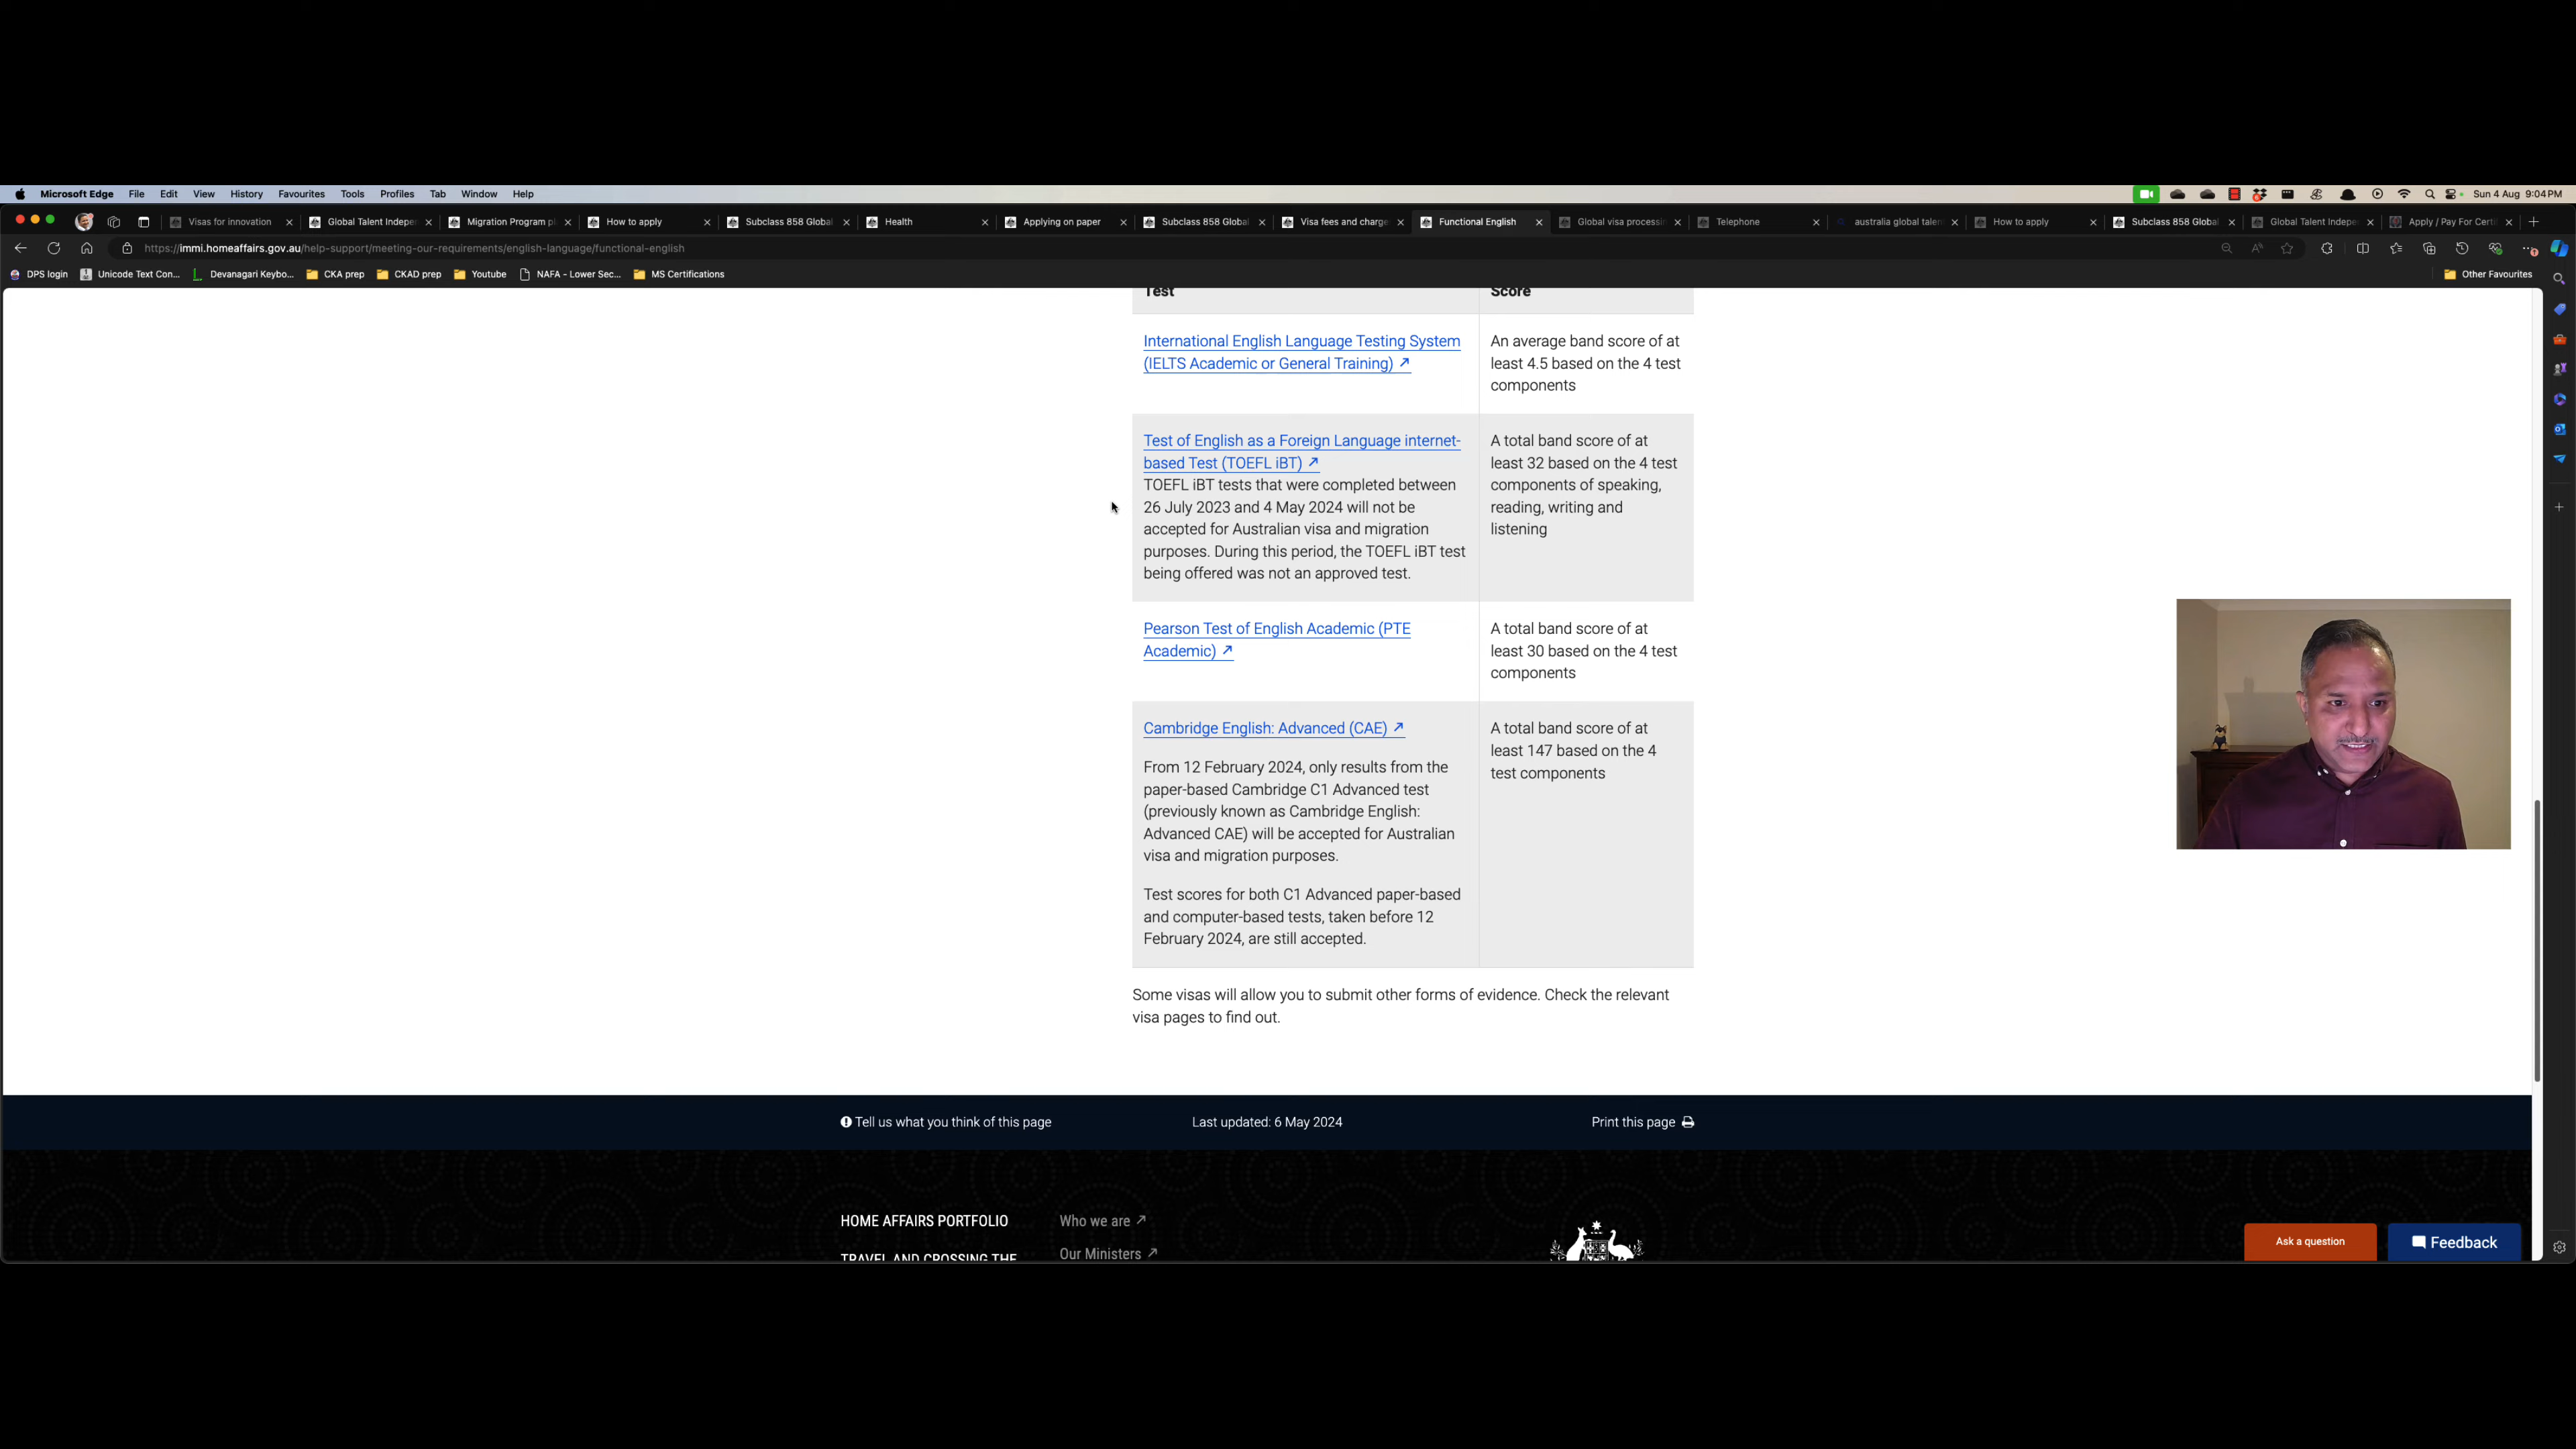 Microsoft Edge File Edit View History Favourites Tools Profiles Tab Window Help
Sun 4 Aug 9:04 PM
Visas for innovation
Global Talent Indepe
Migration Program pl
How to apply
Subclass 858 Global
Health
Applying on paper
Subclass 858 Global
Visa fees and charge
Functional English
Global visa processin
Telephone
australia global talen
How to apply
Subclass 858 Global
Global Talent Indepe
Apply / Pay For Certi
https://immi.homeaffairs.gov.au/help-support/meeting-our-requirements/english-language/functional-english
DPS login
Unicode Text Con...
Devanagari Keybo...
CKA prep
CKAD prep
Youtube
NAFA - Lower Sec...
MS Certifications
Other Favourites
Test
Score
International English Language Testing System
(IELTS Academic or General Training)
An average band score of at
least 4.5 based on the 4 test
components
Test of English as a Foreign Language internet-
based Test (TOEFL iBT)
TOEFL iBT tests that were completed between
26 July 2023 and 4 May 2024 will not be
accepted for Australian visa and migration
purposes. During this period, the TOEFL iBT test
being offered was not an approved test.
A total band score of at
least 32 based on the 4 test
components of speaking,
reading, writing and
listening
Pearson Test of English Academic (PTE
Academic)
A total band score of at
least 30 based on the 4 test
components
Cambridge English: Advanced (CAE)
From 12 February 2024, only results from the
paper-based Cambridge C1 Advanced test
(previously known as Cambridge English:
Advanced CAE) will be accepted for Australian
visa and migration purposes.
Test scores for both C1 Advanced paper-based
and computer-based tests, taken before 12
February 2024, are still accepted.
A total band score of at
least 147 based on the 4
test components
Some visas will allow you to submit other forms of evidence. Check the relevant
visa pages to find out.
Tell us what you think of this page
Last updated: 6 May 2024
Print this page
HOME AFFAIRS PORTFOLIO
TRAVEL AND CROSSING THE
Who we are
Our Ministers
Ask a question
Feedback